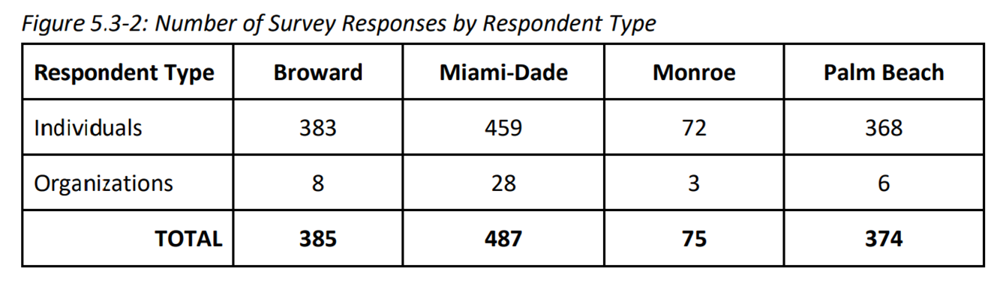 Figure 5.3-2: Number of Survey Responses by Respondent Type
Respondent Type Broward Miami-Dade Monroe Palm Beach
Individuals 383 459 72 368
Organizations 8 28 3 6
TOTAL 385 487 75 374